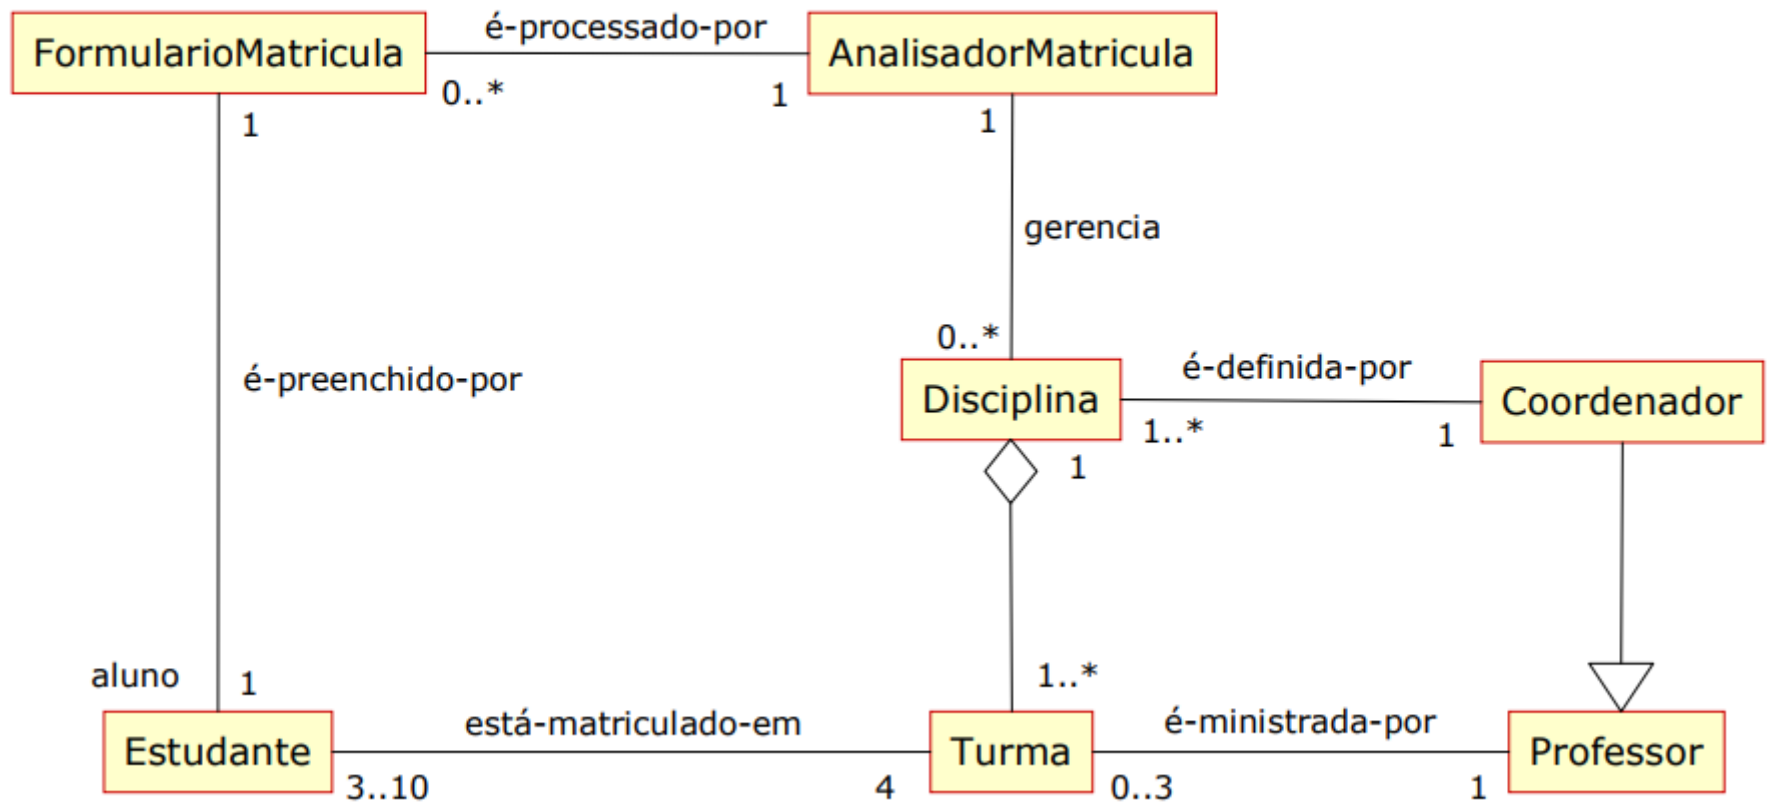 FormularioMatricula
é-processado-por
AnalisadorMatricula
0..*
1
1
1
gerencia
0..*
é-preenchido-por
Disciplina
é-definida-por
Coordenador
1..*
1
1
aluno
1
1..*
Estudante
está-matriculado-em
Turma
é-ministrada-por
Professor
3..10
4
0..3
1